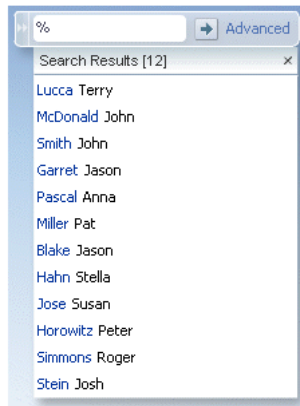 % Advanced
Search Results [12] ×
Lucca Terry
McDonald John
Smith John
Garret Jason
Pascal Anna
Miller Pat
Blake Jason
Hahn Stella
Jose Susan
Horowitz Peter
Simmons Roger
Stein Josh